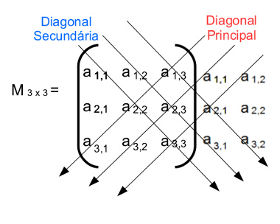 Diagonal Secundária
Diagonal Principal
a 1,1 a 1,2 a 1,3 a 1,1 a 1,2
M 3 x 3 = a 2,1 a 2,2 a 2,3 a 2,1 a 2,2
a 3,1 a 3,2 a 3,3 a 3,1 a 3,2